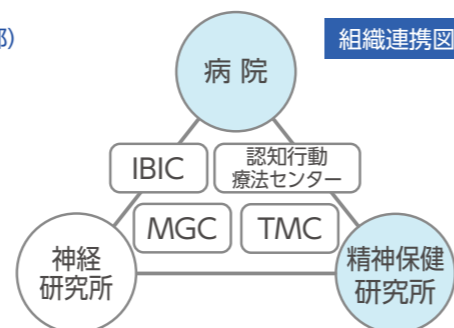 部）
組織連携図
病院
IBIC
認知行動
療法センター
MGC
TMC
神経
研究所
精神保健
研究所